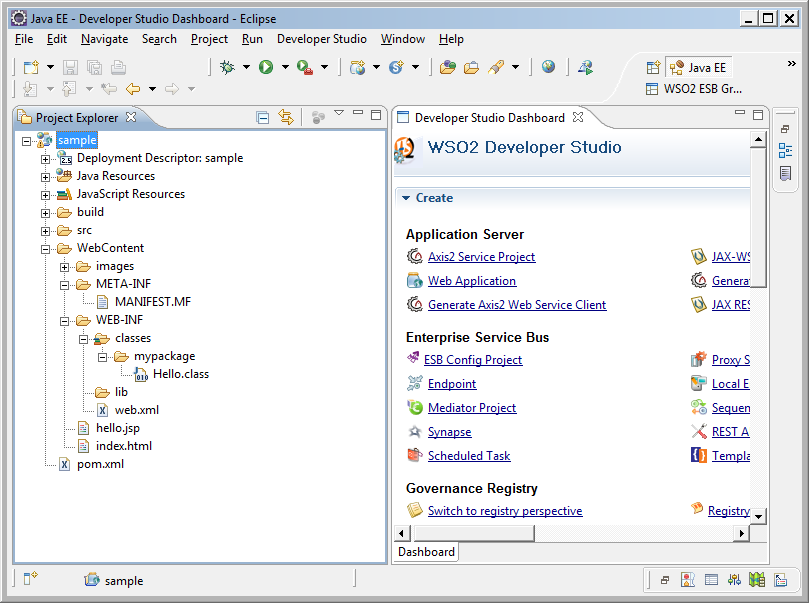 Java EE - Developer Studio Dashboard - Eclipse
File Edit Navigate Search Project Run Developer Studio Window Help
Java EE
WSO2 ESB Gr...
Project Explorer
sample
Deployment Descriptor: sample
Java Resources
JavaScript Resources
build
src
WebContent
images
META-INF
MANIFEST.MF
WEB-INF
classes
mypackage
Hello.class
lib
web.xml
hello.jsp
index.html
pom.xml
Developer Studio Dashboard
WSO2 Developer Studio
Create
Application Server
Axis2 Service Project JAX-WS
Web Application Genera
Generate Axis2 Web Service Client JAX RES
Enterprise Service Bus
ESB Config Project Proxy S
Endpoint Local E
Mediator Project Sequen
Synapse REST A
Scheduled Task Templa
Governance Registry
Switch to registry perspective Registry
Dashboard
sample